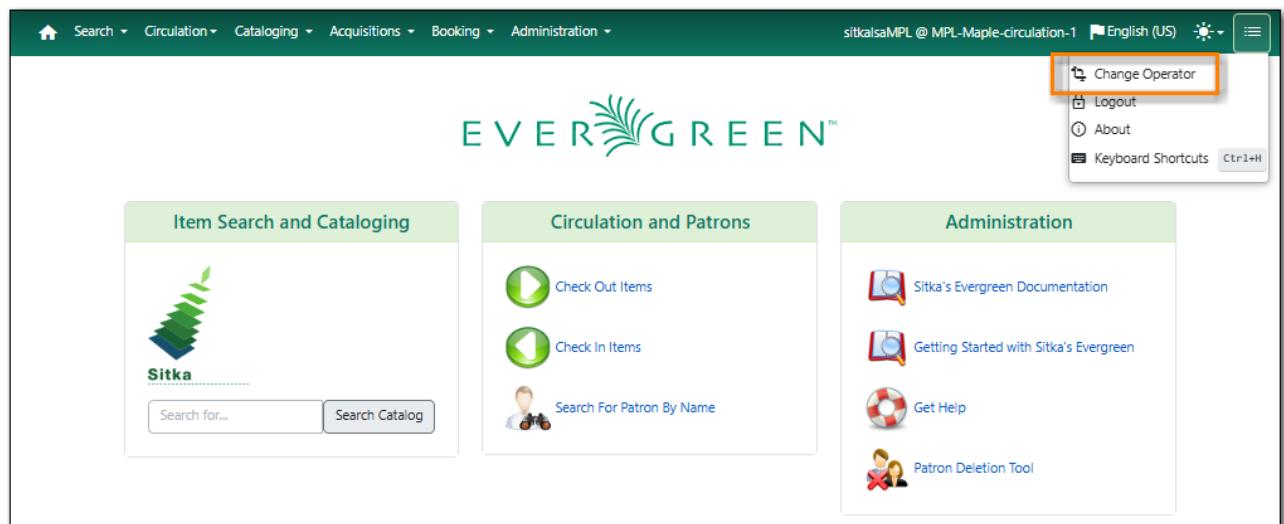 Search Circulation Cataloging Acquisitions Booking Administration sitkalsaMPL @ MPL-Maple-circulation-1 English (US)
Change Operator
Logout
About
Keyboard Shortcuts Ctrl+H
EVERGREEN™
Item Search and Cataloging
Sitka
Search for... Search Catalog
Circulation and Patrons
Check Out Items
Check In Items
Search For Patron By Name
Administration
Sitka's Evergreen Documentation
Getting Started with Sitka's Evergreen
Get Help
Patron Deletion Tool